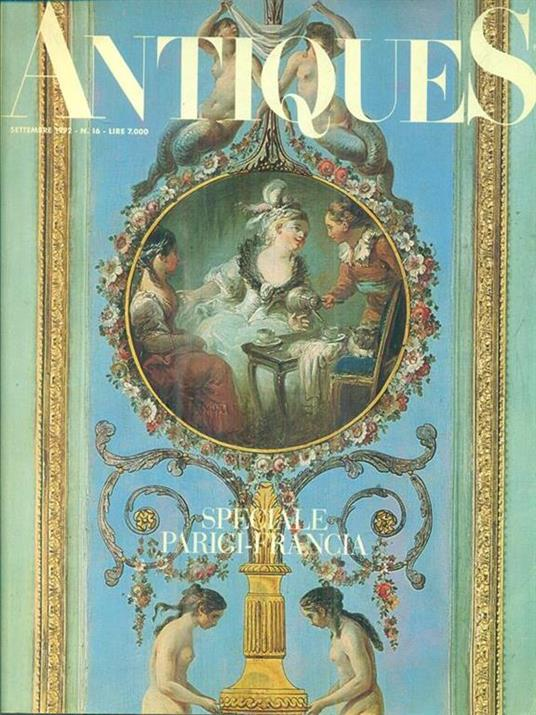 ANTIQUES
SETTEMBRE 1992 - N. 16 - LIRE 7.000
SPECIALE
PARIGI-FRANCIA